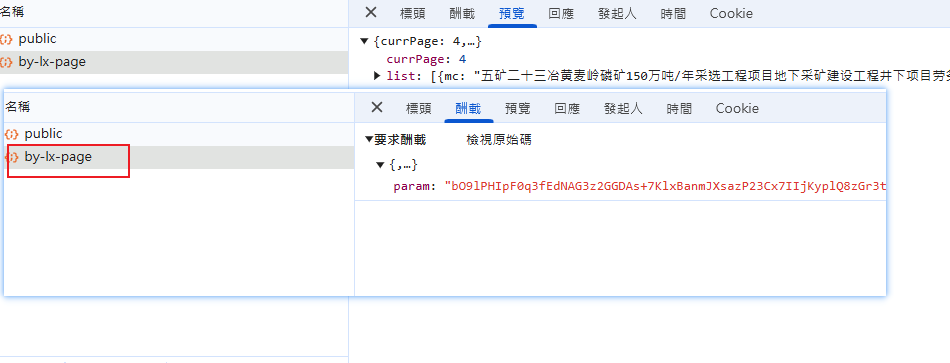 名稱
public
by-lx-page
標頭 酬載 預覽 回應 發起人 時間 Cookie
{currPage: 4,…}
currPage: 4
list: [{mc: "五矿二十三冶黄麦岭磷矿150万吨/年采选工程项目地下采矿建设工程井下项目劳务
名稱
public
by-lx-page
標頭 酬載 預覽 回應 發起人 時間 Cookie
要求酬載 檢視原始碼
{,…}
param: "bO9lPHIpF0q3fEdNAG3z2GGDAs+7KlxBanmJXsazP23Cx7IIjKyplQ8zGr3t